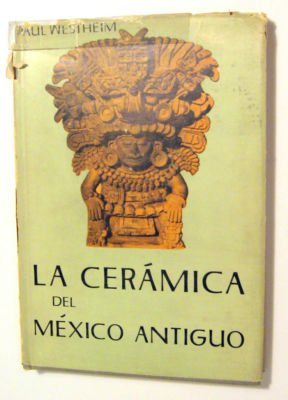 PAUL WESTHEIM
LA CERÁMICA
DEL
MÉXICO ANTIGUO